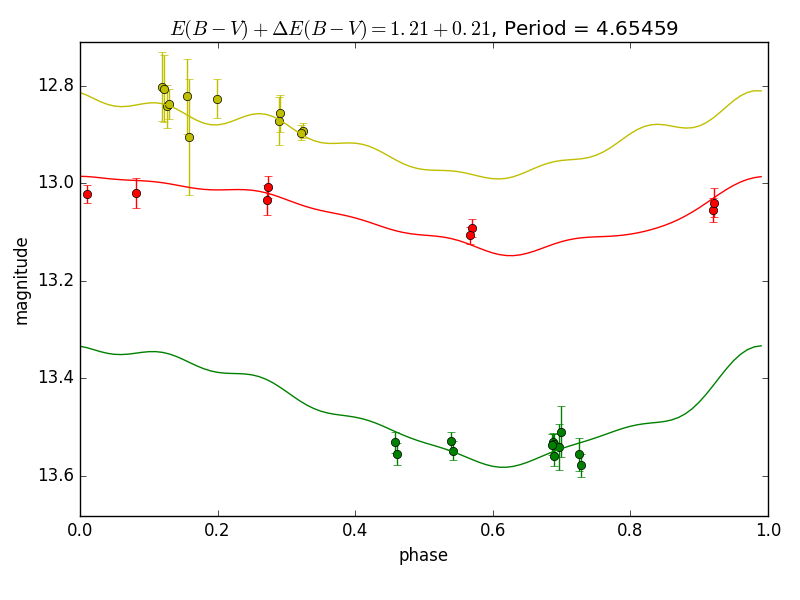 E(B − V) + ΔE(B − V) = 1.21 + 0.21, Period = 4.65459
12.8
13.0
13.2
13.4
13.6
magnitude
0.0 0.2 0.4 0.6 0.8 1.0
phase